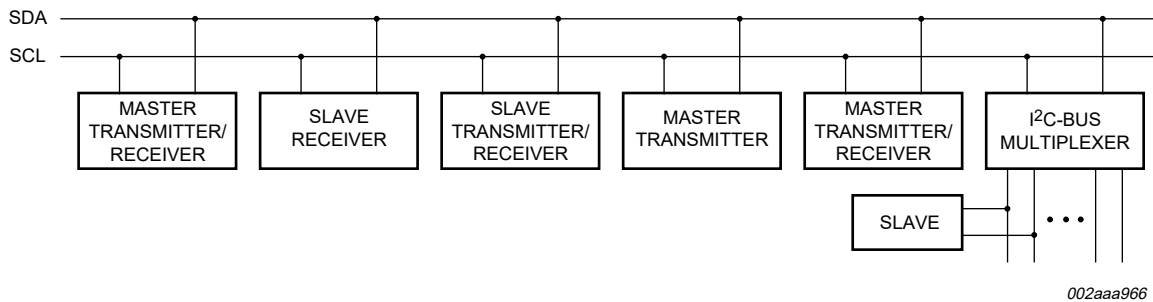 SDA
SCL
MASTER
TRANSMITTER/
RECEIVER
SLAVE
RECEIVER
SLAVE
TRANSMITTER/
RECEIVER
MASTER
TRANSMITTER
MASTER
TRANSMITTER/
RECEIVER
I²C-BUS
MULTIPLEXER
SLAVE
002aaa966